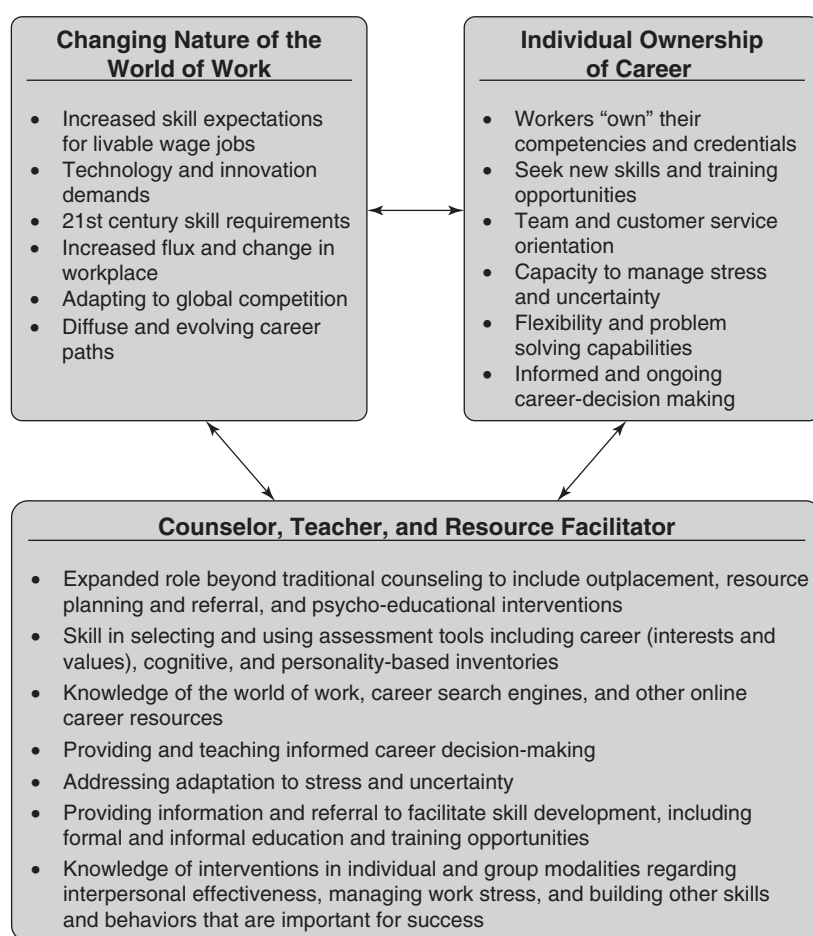 Changing Nature of the
World of Work
• Increased skill expectations
for livable wage jobs
• Technology and innovation
demands
• 21st century skill requirements
• Increased flux and change in
workplace
• Adapting to global competition
• Diffuse and evolving career
paths
Individual Ownership
of Career
• Workers “own” their
competencies and credentials
• Seek new skills and training
opportunities
• Team and customer service
orientation
• Capacity to manage stress
and uncertainty
• Flexibility and problem
solving capabilities
• Informed and ongoing
career-decision making
Counselor, Teacher, and Resource Facilitator
• Expanded role beyond traditional counseling to include outplacement, resource
planning and referral, and psycho-educational interventions
• Skill in selecting and using assessment tools including career (interests and
values), cognitive, and personality-based inventories
• Knowledge of the world of work, career search engines, and other online
career resources
• Providing and teaching informed career decision-making
• Addressing adaptation to stress and uncertainty
• Providing information and referral to facilitate skill development, including
formal and informal education and training opportunities
• Knowledge of interventions in individual and group modalities regarding
interpersonal effectiveness, managing work stress, and building other skills
and behaviors that are important for success